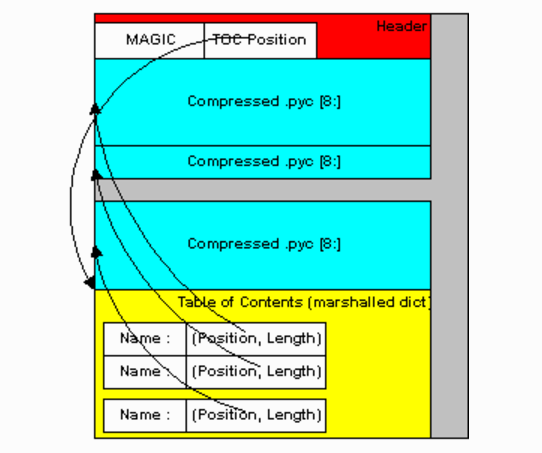 Header
MAGIC TOC Position
Compressed .pyc [8:]
Compressed .pyc [8:]
Compressed .pyc [8:]
Table of Contents (marshalled dict)
Name : (Position, Length)
Name : (Position, Length)
Name : (Position, Length)